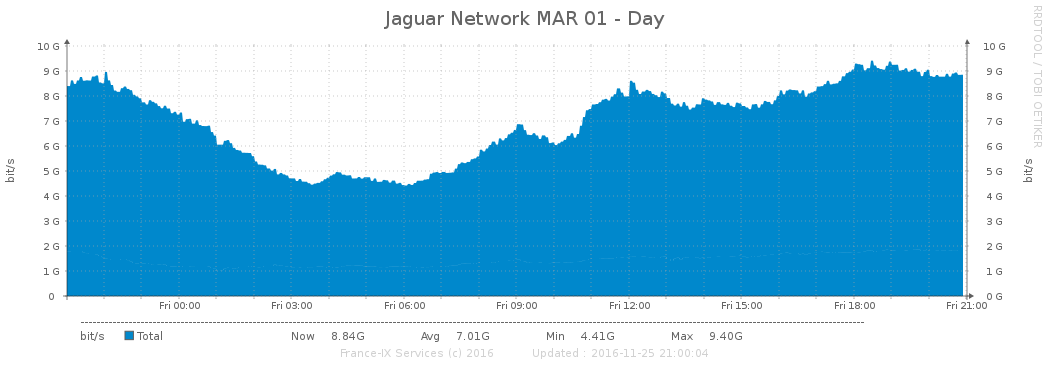 Jaguar Network MAR 01 - Day
RRDTOOL / TOBI OETIKER
10 G 10 G
9 G 9 G
8 G 8 G
7 G 7 G
6 G 6 G
5 G 5 G
4 G 4 G
3 G 3 G
2 G 2 G
1 G 1 G
0 0 G
bit/s bit/s
Fri 00:00 Fri 03:00 Fri 06:00 Fri 09:00 Fri 12:00 Fri 15:00 Fri 18:00 Fri 21:00
bit/s Total Now 8.84G Avg 7.01G Min 4.41G Max 9.40G
France-IX Services (c) 2016 Updated : 2016-11-25 21:00:04